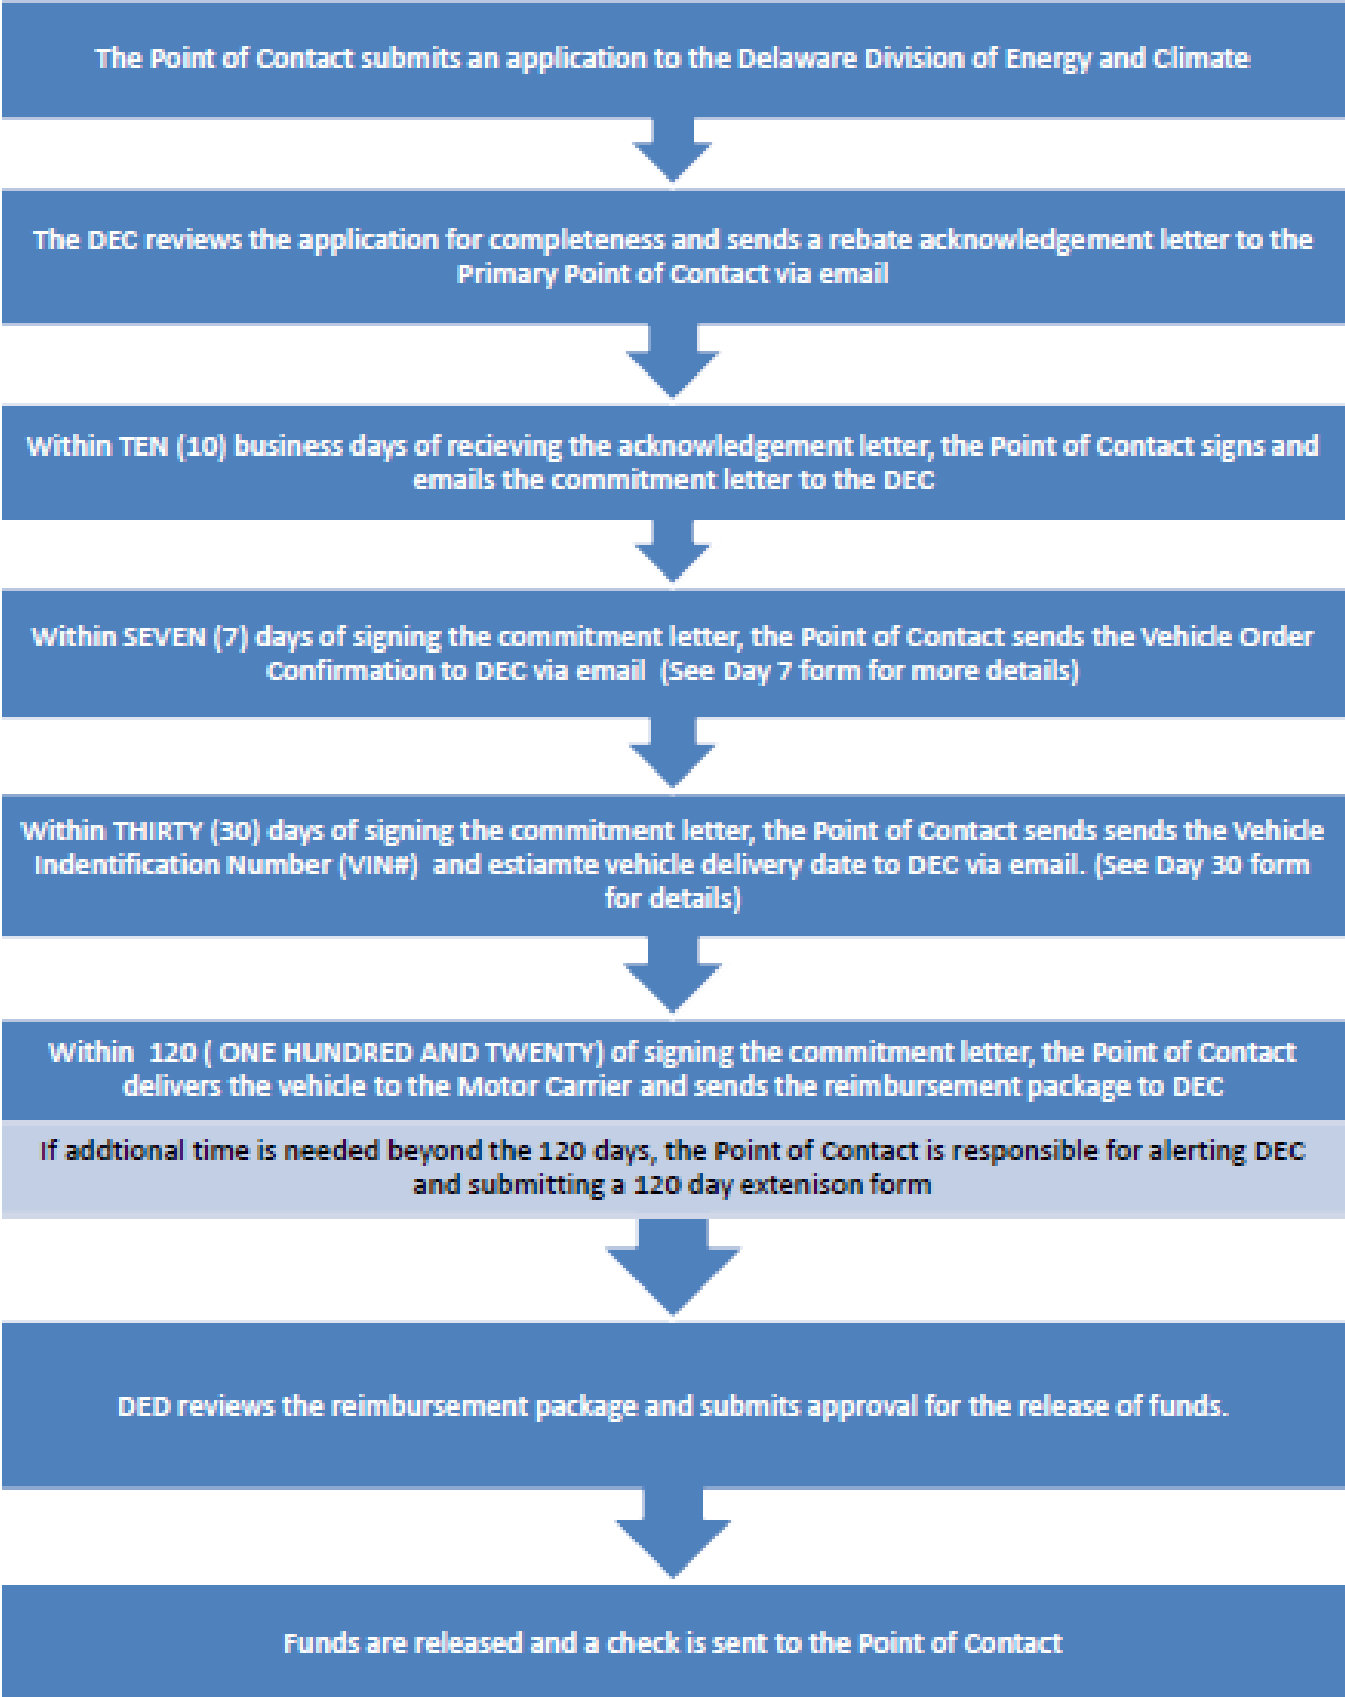 The Point of Contact submits an application to the Delaware Division of Energy and Climate
The DEC reviews the application for completeness and sends a rebate acknowledgement letter to the
Primary Point of Contact via email
Within TEN (10) business days of recieving the acknowledgement letter, the Point of Contact signs and
emails the commitment letter to the DEC
Within SEVEN (7) days of signing the commitment letter, the Point of Contact sends the Vehicle Order
Confirmation to DEC via email (See Day 7 form for more details)
Within THIRTY (30) days of signing the commitment letter, the Point of Contact sends sends the Vehicle
Indentification Number (VIN#) and estiamte vehicle delivery date to DEC via email. (See Day 30 form
for details)
Within 120 ( ONE HUNDRED AND TWENTY) of signing the commitment letter, the Point of Contact
delivers the vehicle to the Motor Carrier and sends the reimbursement package to DEC
If addtional time is needed beyond the 120 days, the Point of Contact is responsible for alerting DEC
and submitting a 120 day extenison form
DED reviews the reimbursement package and submits approval for the release of funds.
Funds are released and a check is sent to the Point of Contact